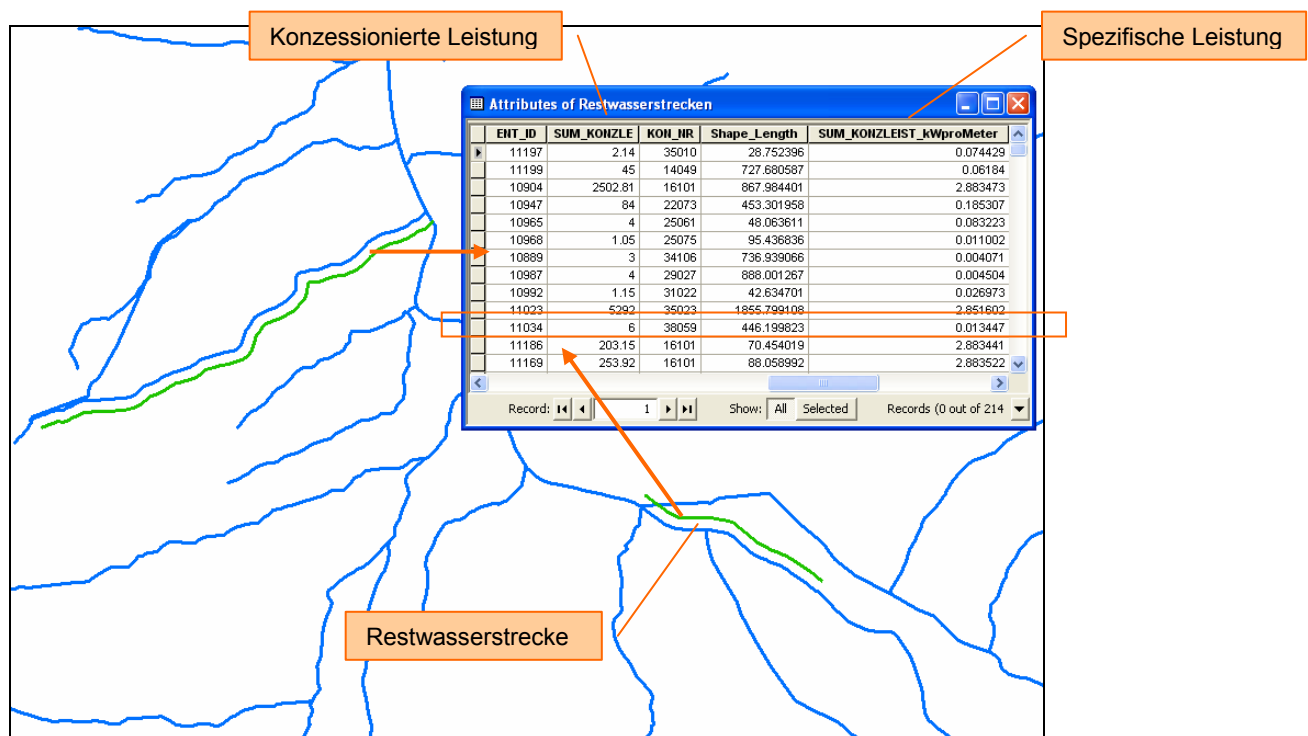 Konzessionierte Leistung
Spezifische Leistung
Attributes of Restwasserstrecken
ENT_ID SUM_KONZLE KON_NR Shape_Length SUM_KONZLEIST_kWproMeter
11197 2.14 35010 28.752396 0.074429
11199 45 14049 727.680587 0.06184
10904 2502.81 16101 867.984401 2.883473
10947 84 22073 453.301958 0.185307
10965 4 25061 48.063611 0.083223
10968 1.05 25075 95.436836 0.011002
10889 3 34106 736.939066 0.004071
10987 4 29027 888.001267 0.004504
10992 1.15 31022 42.634701 0.026973
11023 5292 35023 1855.799108 2.851602
11034 6 38059 446.199823 0.013447
11186 203.15 16101 70.454019 2.883441
11169 253.92 16101 88.058992 2.883522
Record: 1 Show: All Selected Records (0 out of 214
Restwasserstrecke